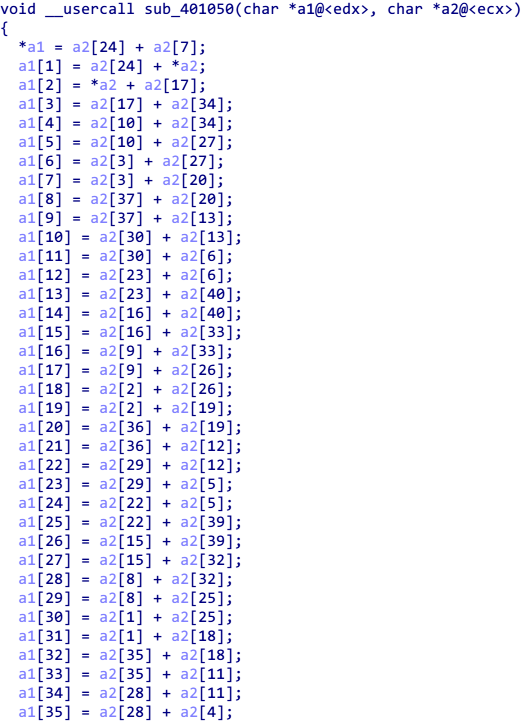 void __usercall sub_401050(char *a1@<edx>, char *a2@<ecx>)
{
  *a1 = a2[24] + a2[7];
  a1[1] = a2[24] + *a2;
  a1[2] = *a2 + a2[17];
  a1[3] = a2[17] + a2[34];
  a1[4] = a2[10] + a2[34];
  a1[5] = a2[10] + a2[27];
  a1[6] = a2[3] + a2[27];
  a1[7] = a2[3] + a2[20];
  a1[8] = a2[37] + a2[20];
  a1[9] = a2[37] + a2[13];
  a1[10] = a2[30] + a2[13];
  a1[11] = a2[30] + a2[6];
  a1[12] = a2[23] + a2[6];
  a1[13] = a2[23] + a2[40];
  a1[14] = a2[16] + a2[40];
  a1[15] = a2[16] + a2[33];
  a1[16] = a2[9] + a2[33];
  a1[17] = a2[9] + a2[26];
  a1[18] = a2[2] + a2[26];
  a1[19] = a2[2] + a2[19];
  a1[20] = a2[36] + a2[19];
  a1[21] = a2[36] + a2[12];
  a1[22] = a2[29] + a2[12];
  a1[23] = a2[29] + a2[5];
  a1[24] = a2[22] + a2[5];
  a1[25] = a2[22] + a2[39];
  a1[26] = a2[15] + a2[39];
  a1[27] = a2[15] + a2[32];
  a1[28] = a2[8] + a2[32];
  a1[29] = a2[8] + a2[25];
  a1[30] = a2[1] + a2[25];
  a1[31] = a2[1] + a2[18];
  a1[32] = a2[35] + a2[18];
  a1[33] = a2[35] + a2[11];
  a1[34] = a2[28] + a2[11];
  a1[35] = a2[28] + a2[4];